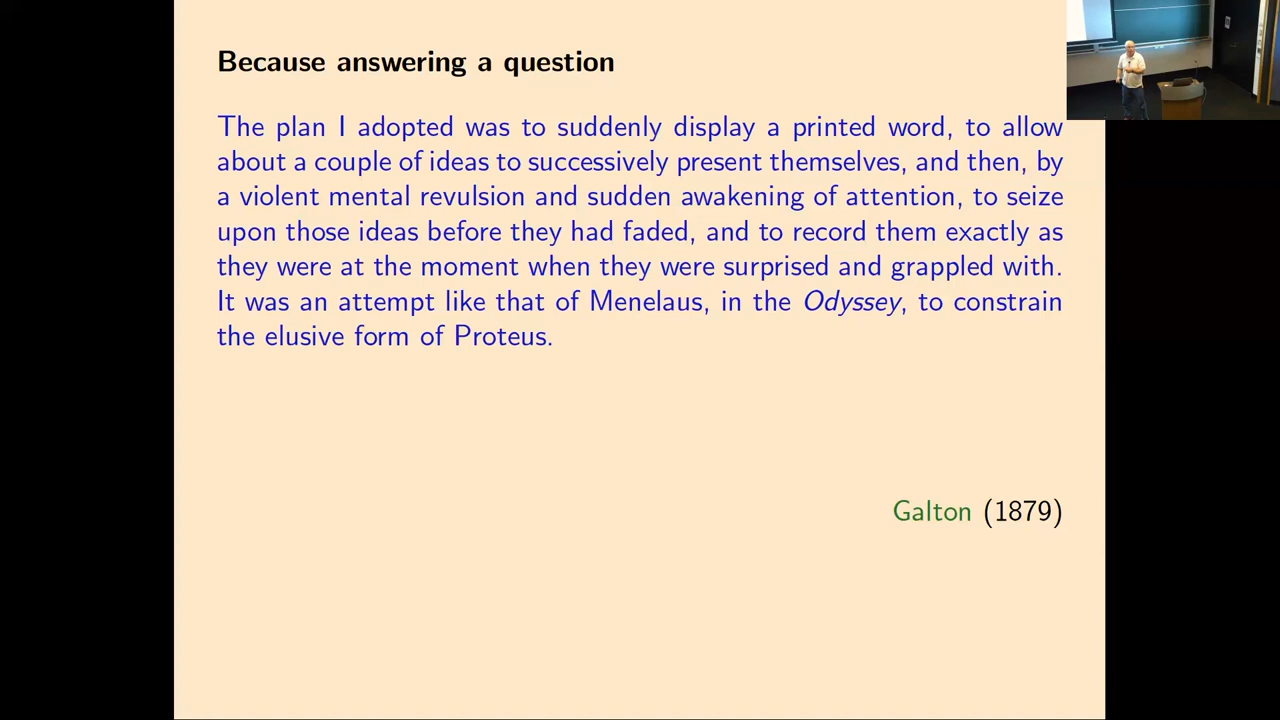 Because answering a question
The plan I adopted was to suddenly display a printed word, to allow
about a couple of ideas to successively present themselves, and then, by
a violent mental revulsion and sudden awakening of attention, to seize
upon those ideas before they had faded, and to record them exactly as
they were at the moment when they were surprised and grappled with.
It was an attempt like that of Menelaus, in the Odyssey, to constrain
the elusive form of Proteus.
Galton (1879)